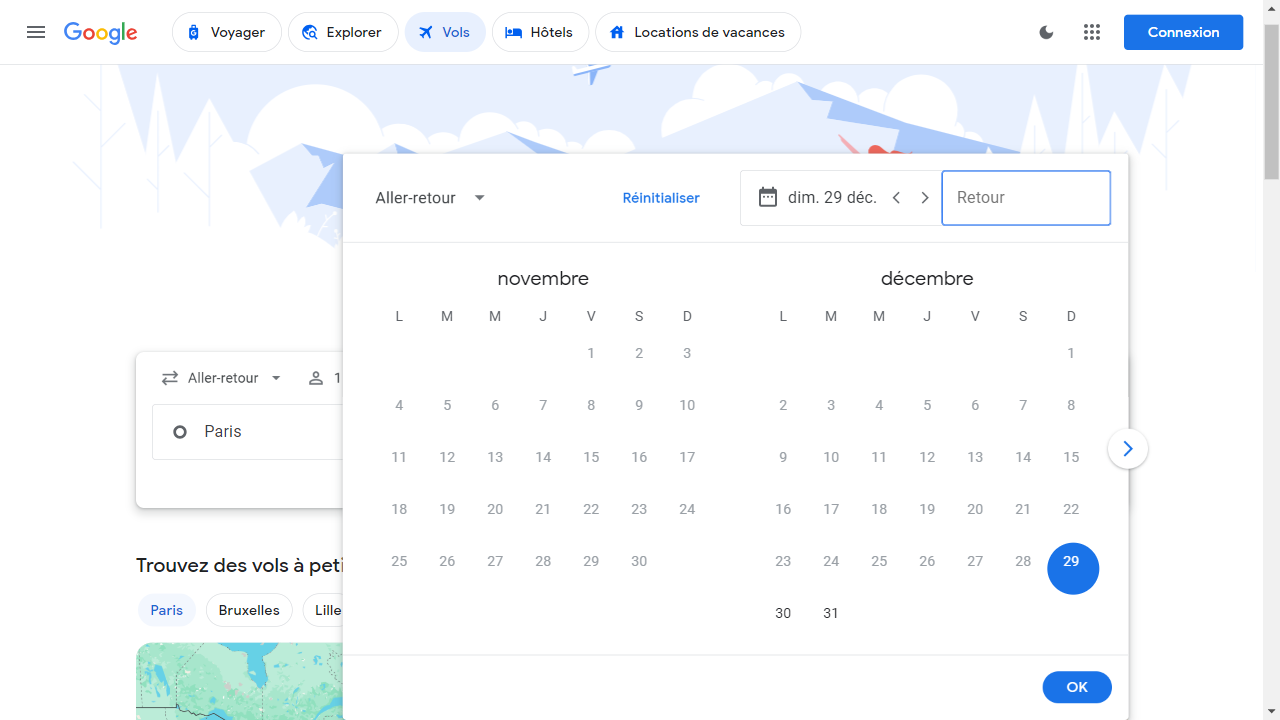 Google
Voyager
Explorer
Vols
Hôtels
Locations de vacances
Connexion
Aller-retour
Réinitialiser
dim. 29 déc.
Retour
novembre
L M M J V S D
1 2 3
4 5 6 7 8 9 10
11 12 13 14 15 16 17
18 19 20 21 22 23 24
25 26 27 28 29 30
décembre
L M M J V S D
1
2 3 4 5 6 7 8
9 10 11 12 13 14 15
16 17 18 19 20 21 22
23 24 25 26 27 28 29
30 31
OK
Aller-retour
1
Paris
Trouvez des vols à peti
Paris
Bruxelles
Lille